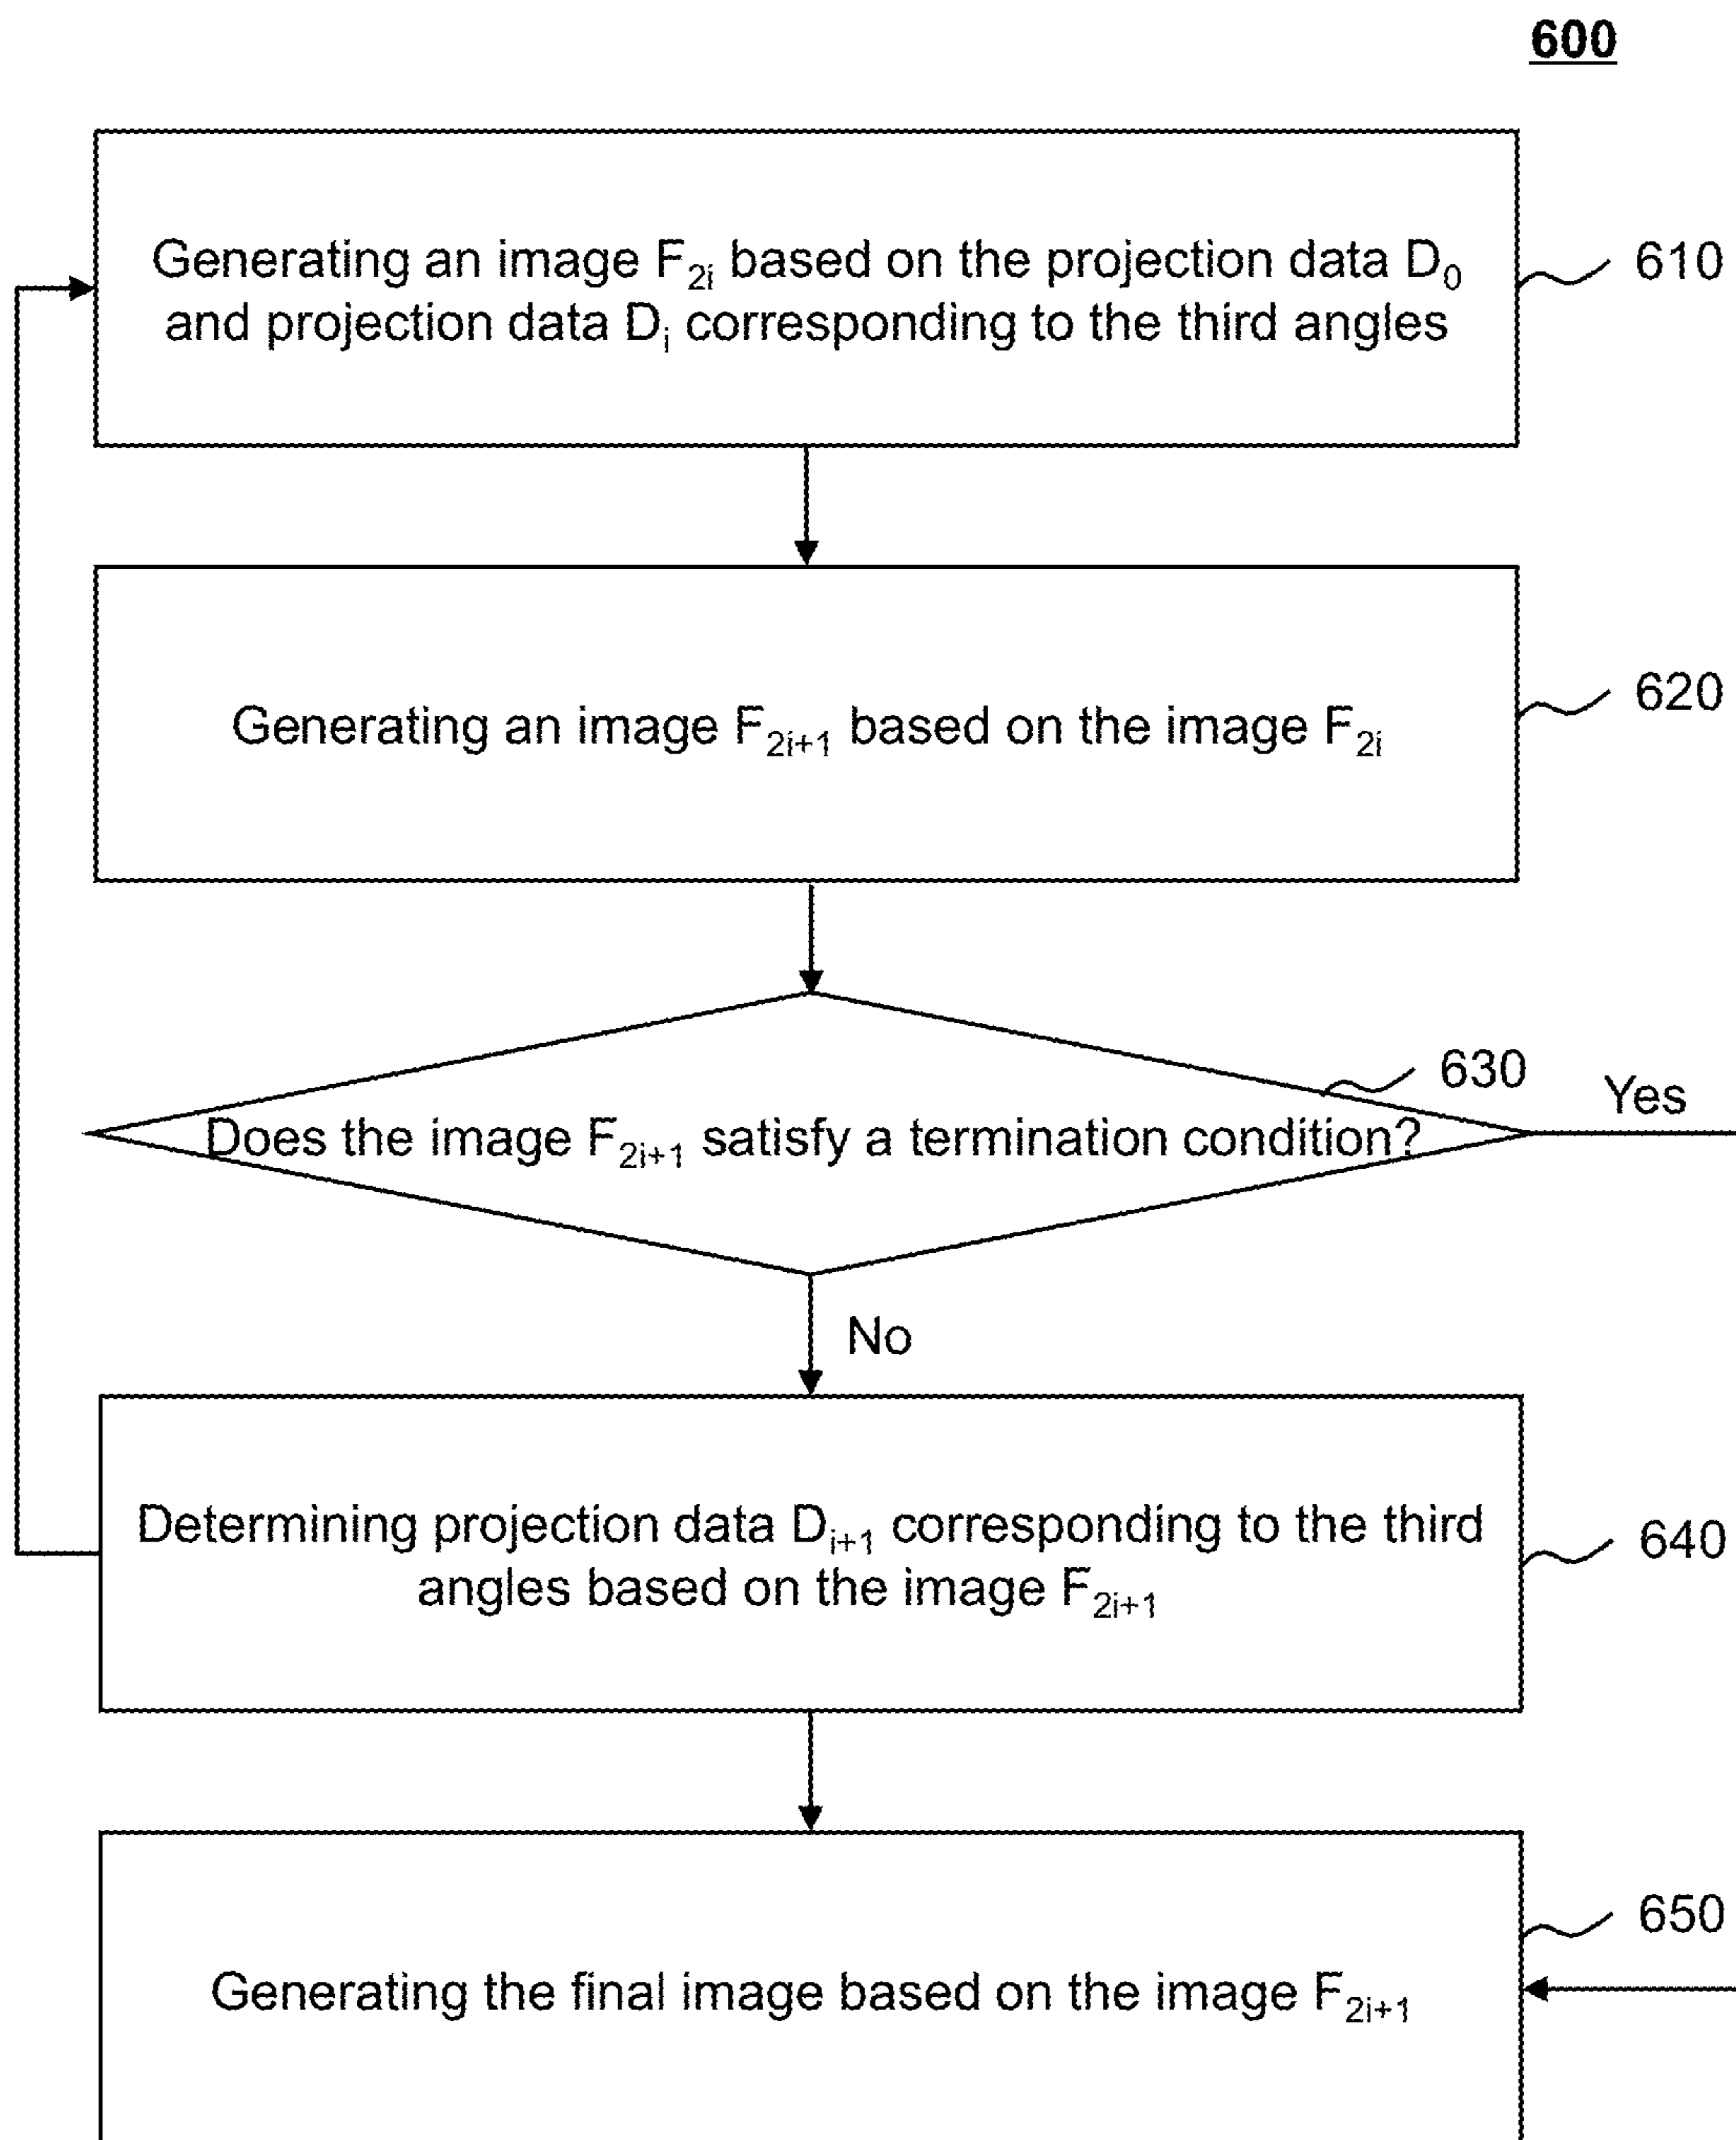 600
Generating an image F₂ᵢ based on the projection data D₀
and projection data Dᵢ corresponding to the third angles
610
Generating an image F₂ᵢ₊₁ based on the image F₂ᵢ
620
630
Yes
Does the image F₂ᵢ₊₁ satisfy a termination condition?
No
Determining projection data Dᵢ₊₁ corresponding to the third
angles based on the image F₂ᵢ₊₁
640
650
Generating the final image based on the image F₂ᵢ₊₁